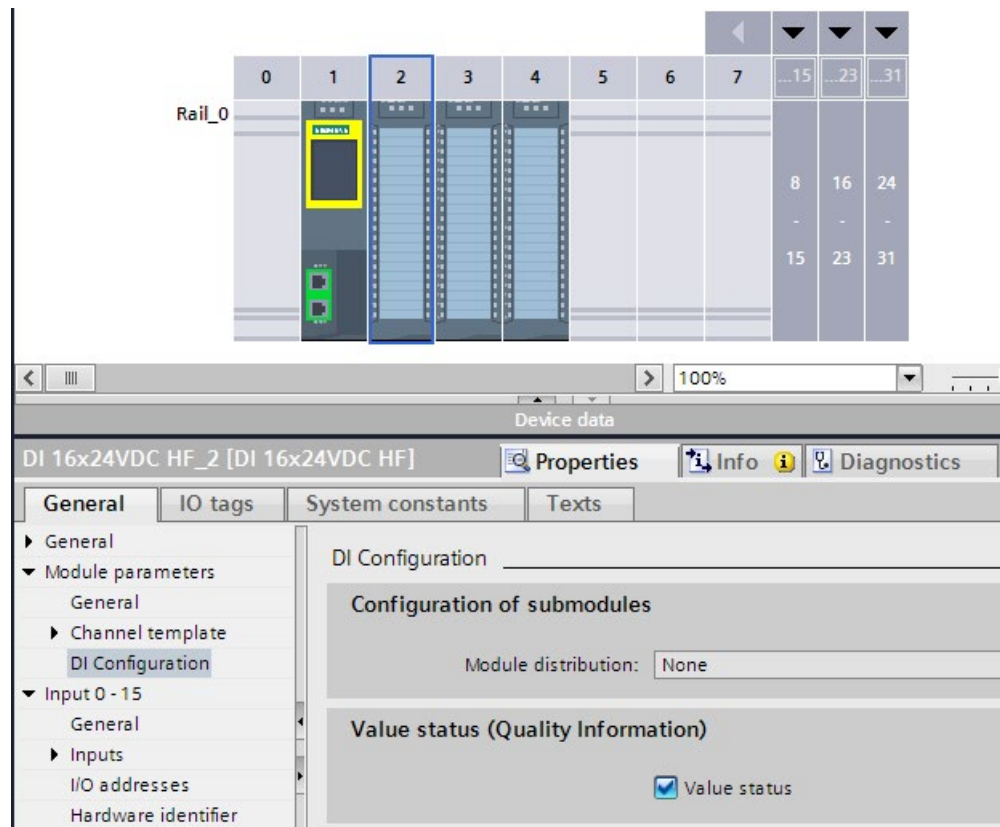 0 1 2 3 4 5 6 7 ...15 ...23 ...31
Rail_0
SIEMENS
8 16 24
- - -
15 23 31
100%
Device data
DI 16x24VDC HF_2 [DI 16x24VDC HF]
Properties
Info
Diagnostics
General
IO tags
System constants
Texts
General
Module parameters
General
Channel template
DI Configuration
Input 0 - 15
General
Inputs
I/O addresses
Hardware identifier
DI Configuration
Configuration of submodules
Module distribution: None
Value status (Quality Information)
Value status